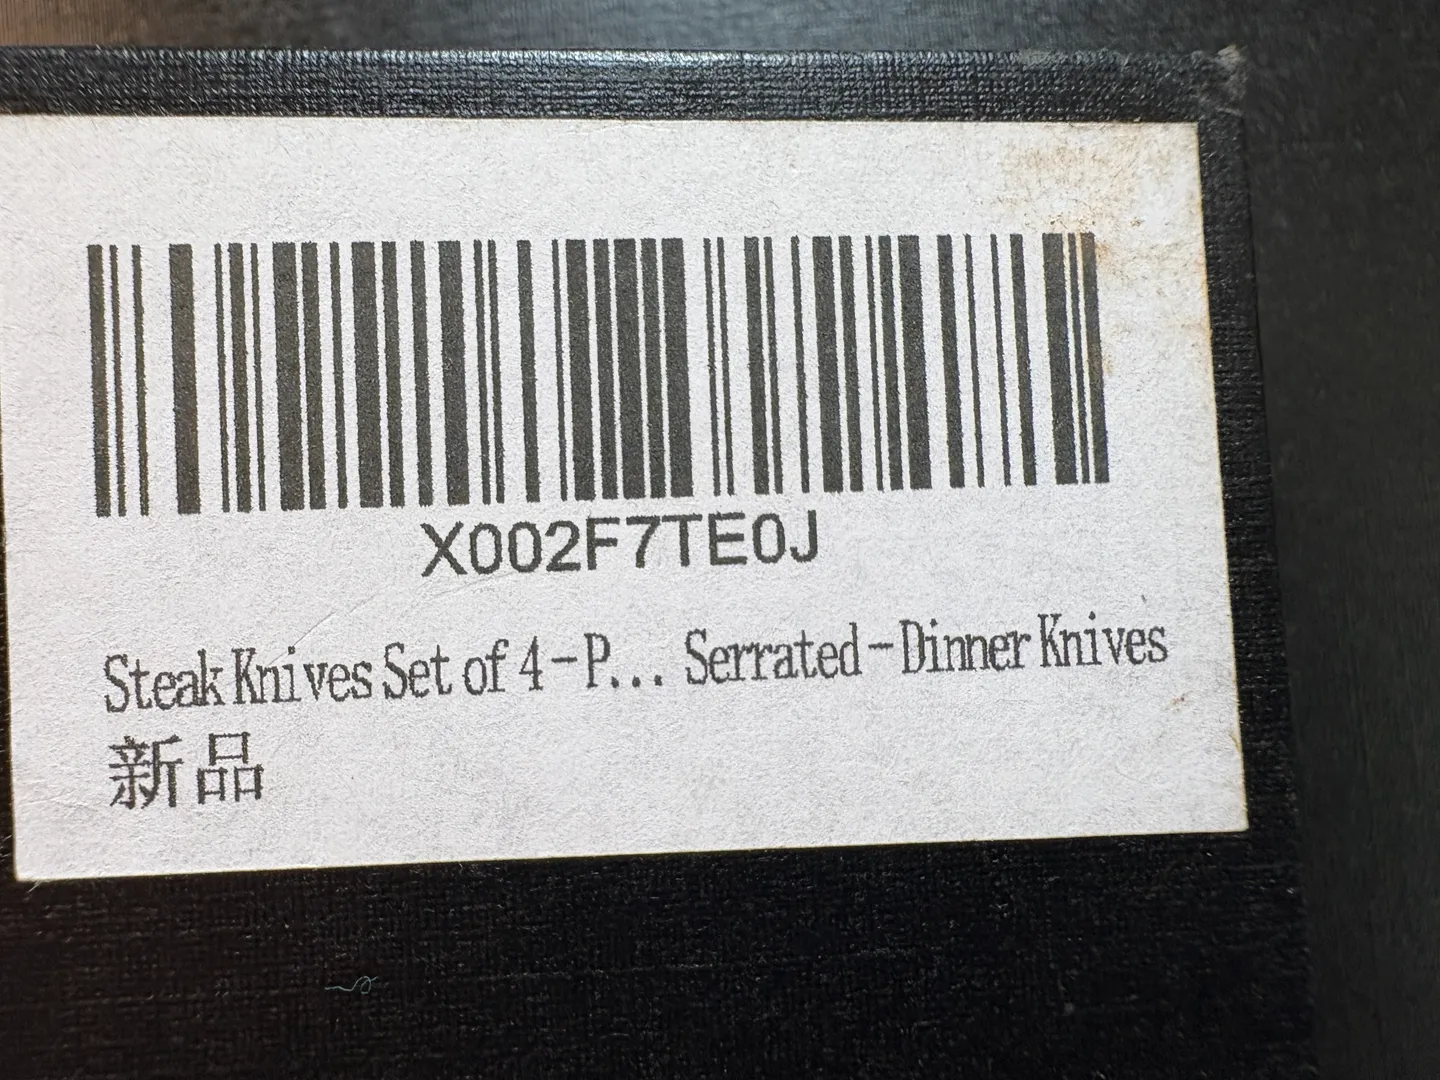 X002F7TE0J
Steak Knives Set of 4-P... Serrated-Dinner Knives
新品